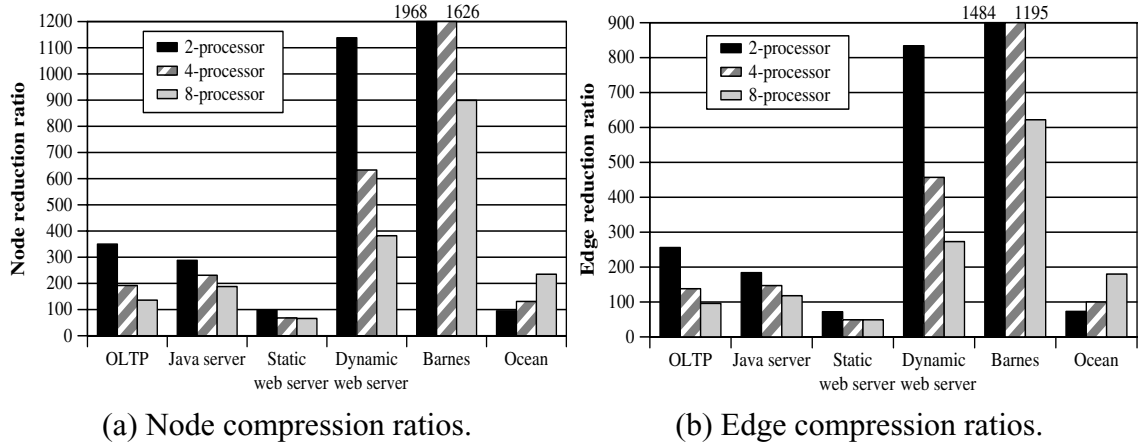 1968 1626
1200
1100
1000
900
800
700
600
500
400
300
200
100
0
Node reduction ratio
2-processor
4-processor
8-processor
OLTP Java server Static Dynamic Barnes Ocean
web server web server
(a) Node compression ratios.
1484 1195
900
800
700
600
500
400
300
200
100
0
Edge reduction ratio
2-processor
4-processor
8-processor
OLTP Java server Static Dynamic Barnes Ocean
web server web server
(b) Edge compression ratios.